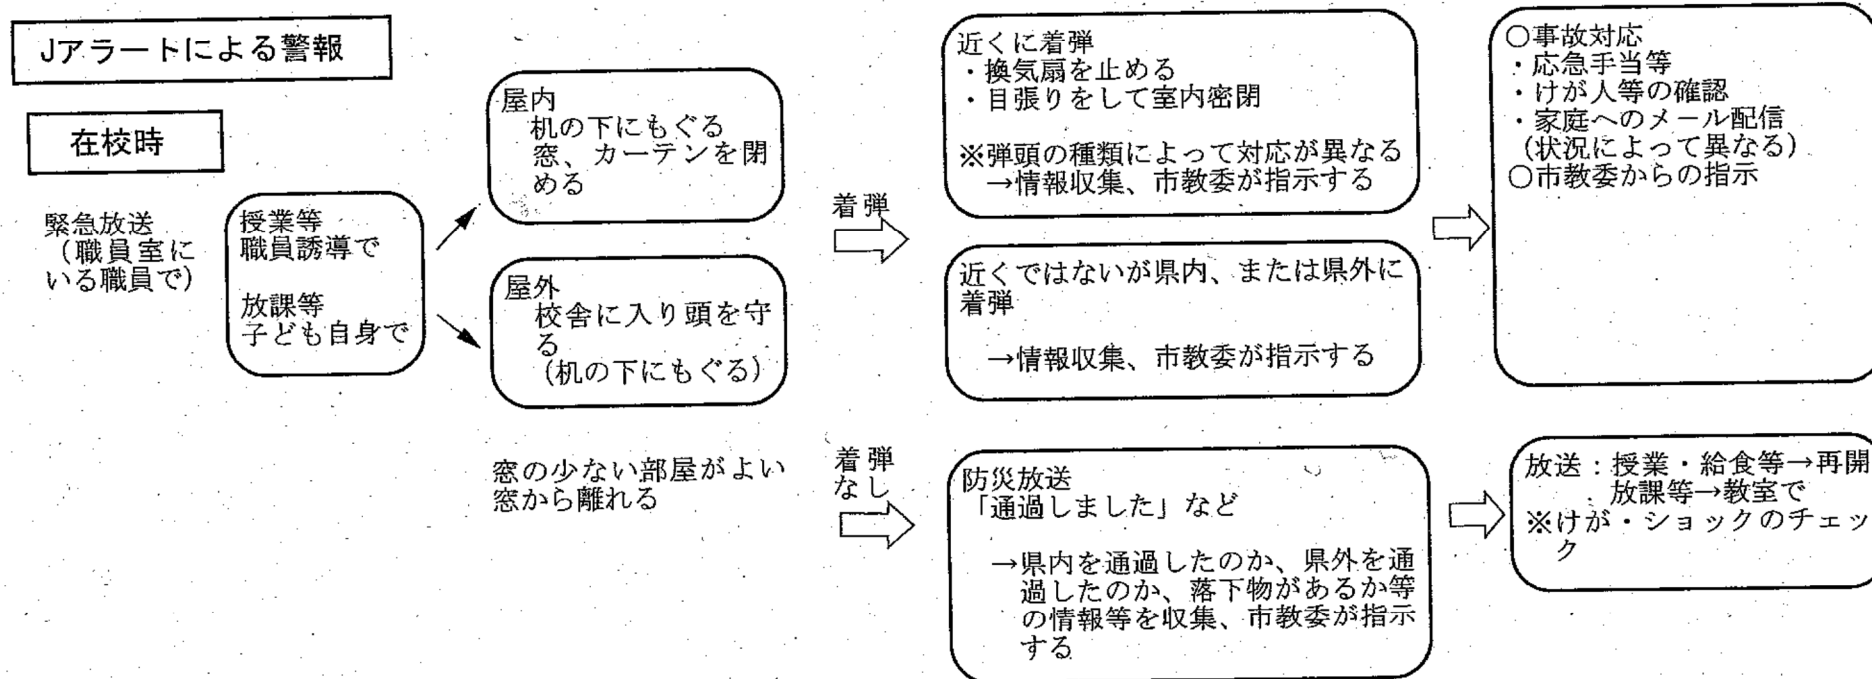 Jアラートによる警報
在校時
緊急放送
(職員室に
いる職員で)
授業等
職員誘導で
放課等
子ども自身で
屋内
机の下にもぐる
窓、カーテンを閉
める
屋外
校舎に入り頭を守
る
(机の下にもぐる)
窓の少ない部屋がよい
窓から離れる
着弾
近くに着弾
・換気扇を止める
・目張りをして室内密閉
※弾頭の種類によって対応が異なる
→情報収集、市教委が指示する
近くではないが県内、または県外に
着弾
→情報収集、市教委が指示する
○事故対応
・応急手当等
・けが人等の確認
・家庭へのメール配信
(状況によって異なる)
○市教委からの指示
着弾
なし
防災放送
「通過しました」など
→県内を通過したのか、県外を通
過したのか、落下物があるか等
の情報等を収集、市教委が指示
する
放送:授業・給食等→再開
放課等→教室で
※けが・ショックのチェッ
ク